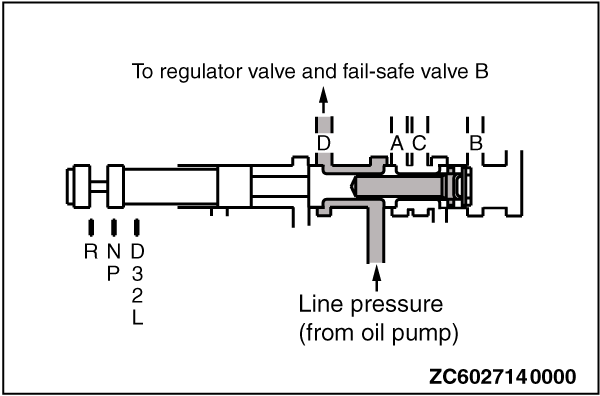 To regulator valve and fail-safe valve B
D
A
C
B
R N D
P 3
2
L
Line pressure
(from oil pump)
ZC6027140000